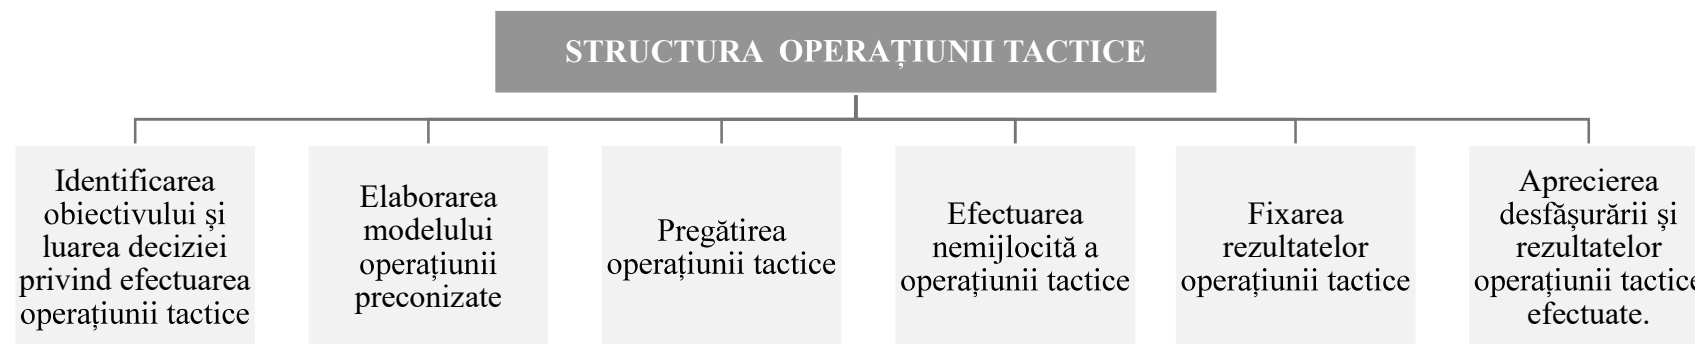 STRUCTURA OPERAȚIUNII TACTICE
Identificarea
obiectivului și
luarea deciziei
privind efectuarea
operațiunii tactice
Elaborarea
modelului
operațiunii
preconizate
Pregătirea
operațiunii tactice
Efectuarea
nemijlocită a
operațiunii tactice
Fixarea
rezultatelor
operațiunii tactice
Aprecierea
desfășurării și
rezultatelor
operațiunii tactice
efectuate.